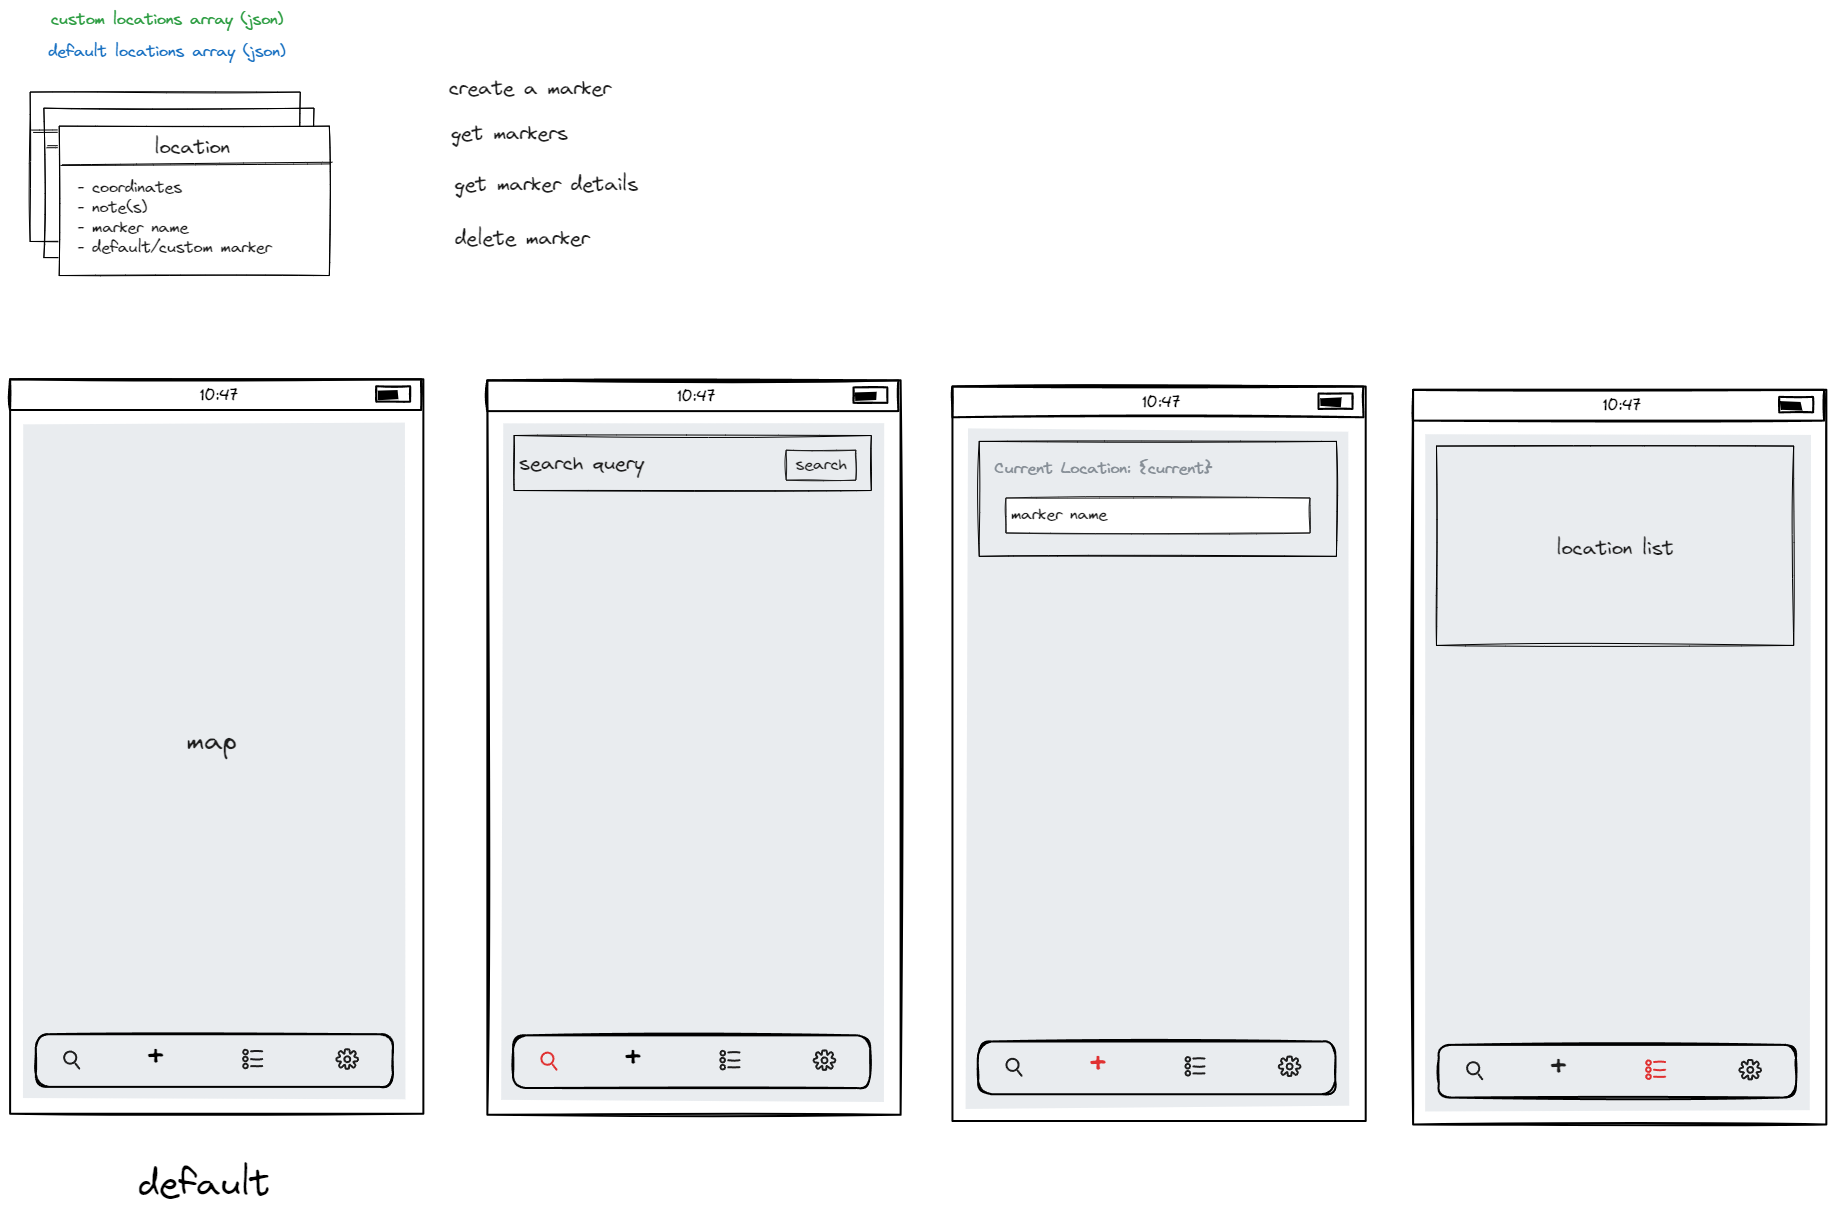 custom locations array (json)
default locations array (json)
location
- coordinates
- note(s)
- marker name
- default/custom marker
create a marker
get markers
get marker details
delete marker
10:47
map
default
10:47
search query
search
10:47
Current Location: {current}
marker name
10:47
location list